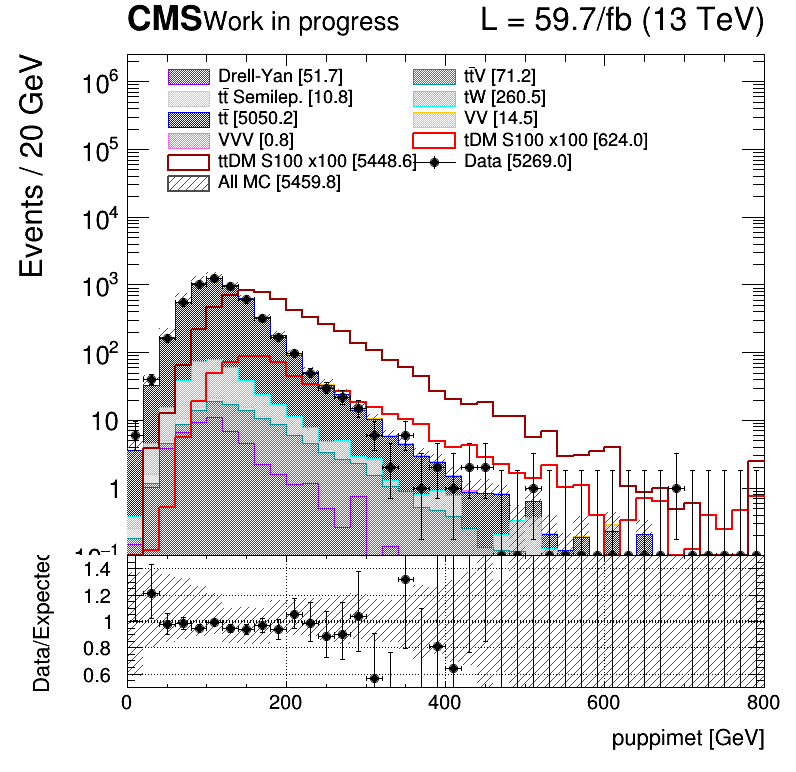 CMS Work in progress L = 59.7/fb (13 TeV)
Events / 20 GeV
Drell-Yan [51.7] tt̄V [71.2]
tt̄ Semilep. [10.8] tW [260.5]
tt̄ [5050.2] VV [14.5]
VVV [0.8] tDM S100 x100 [624.0]
ttDM S100 x100 [5448.6] Data [5269.0]
All MC [5459.8]
10⁶
10⁵
10⁴
10³
10²
10
1
10⁻¹
Data/Expected
1.4
1.2
1
0.8
0.6
0 200 400 600 800
puppimet [GeV]